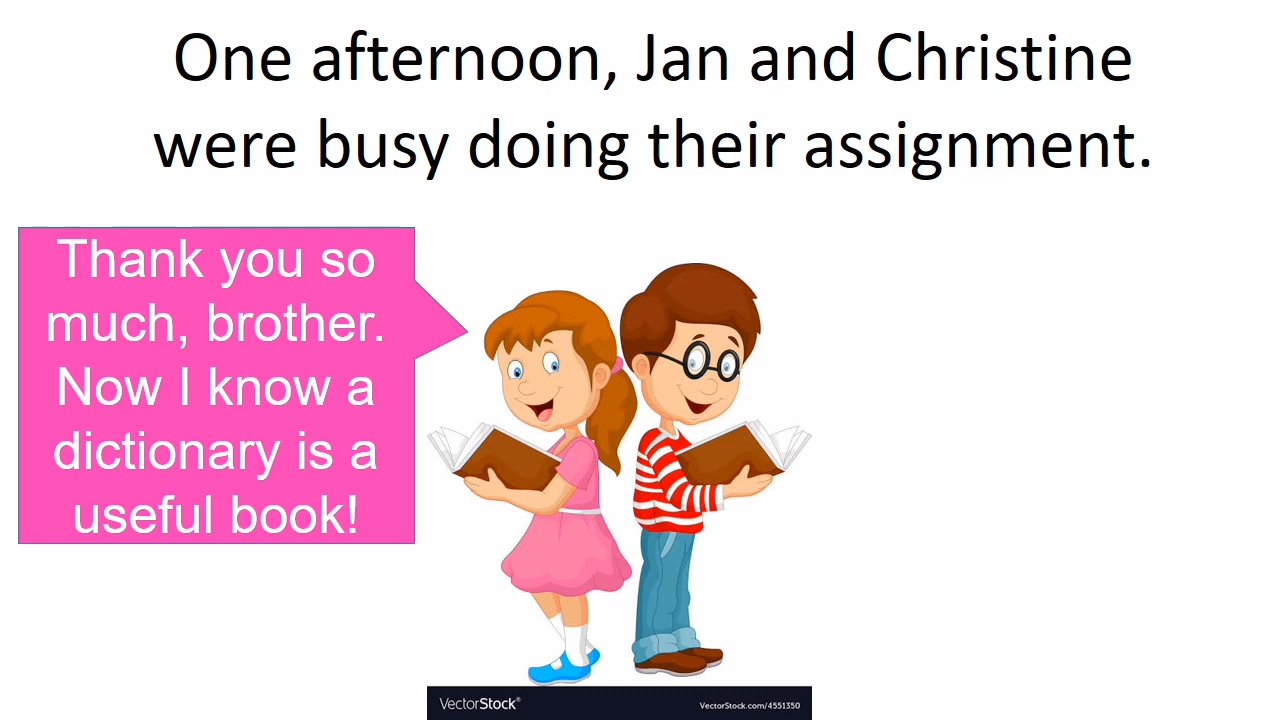 One afternoon, Jan and Christine
were busy doing their assignment.
Thank you so
much, brother.
Now I know a
dictionary is a
useful book!
VectorStock®
VectorStock.com/4551350